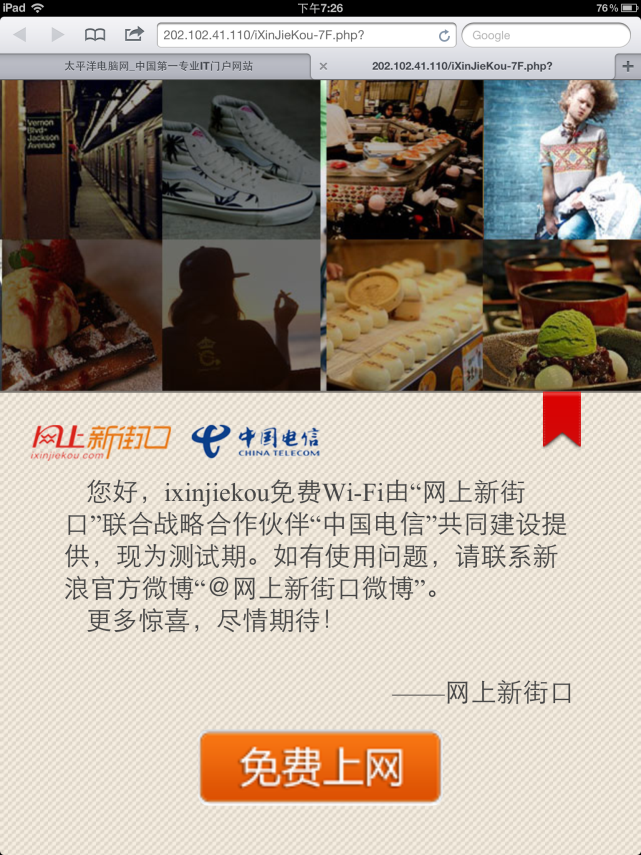 iPad
下午7:26
76%
202.102.41.110/iXinJieKou-7F.php?
Google
太平洋电脑网_中国第一专业IT门户网站
202.102.41.110/iXinJieKou-7F.php?
Vernon
Blvd-
Jackson
Avenue
网上新街口
ixinjiekou.com
中国电信
CHINA TELECOM
您好，ixinjiekou免费Wi-Fi由“网上新街
口”联合战略合作伙伴“中国电信”共同建设提
供，现为测试期。如有使用问题，请联系新
浪官方微博“@网上新街口微博”。
更多惊喜，尽情期待！
——网上新街口
免费上网